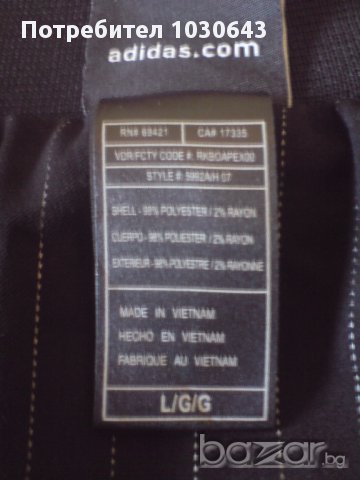 Потребител 1030643
adidas.com
RN# 69421 CA# 17335
VDR/FCTY CODE #: RKBOAPEX00
STYLE #: 5992A/H 07
SHELL - 98% POLYESTER / 2% RAYON
CUERPO - 98% POLIESTER / 2% RAYON
EXTERIEUR - 98% POLYESTRE / 2% RAYONNE
MADE IN VIETNAM
HECHO EN VIETNAM
FABRIQUE AU VIETNAM
L/G/G
bazar.bg